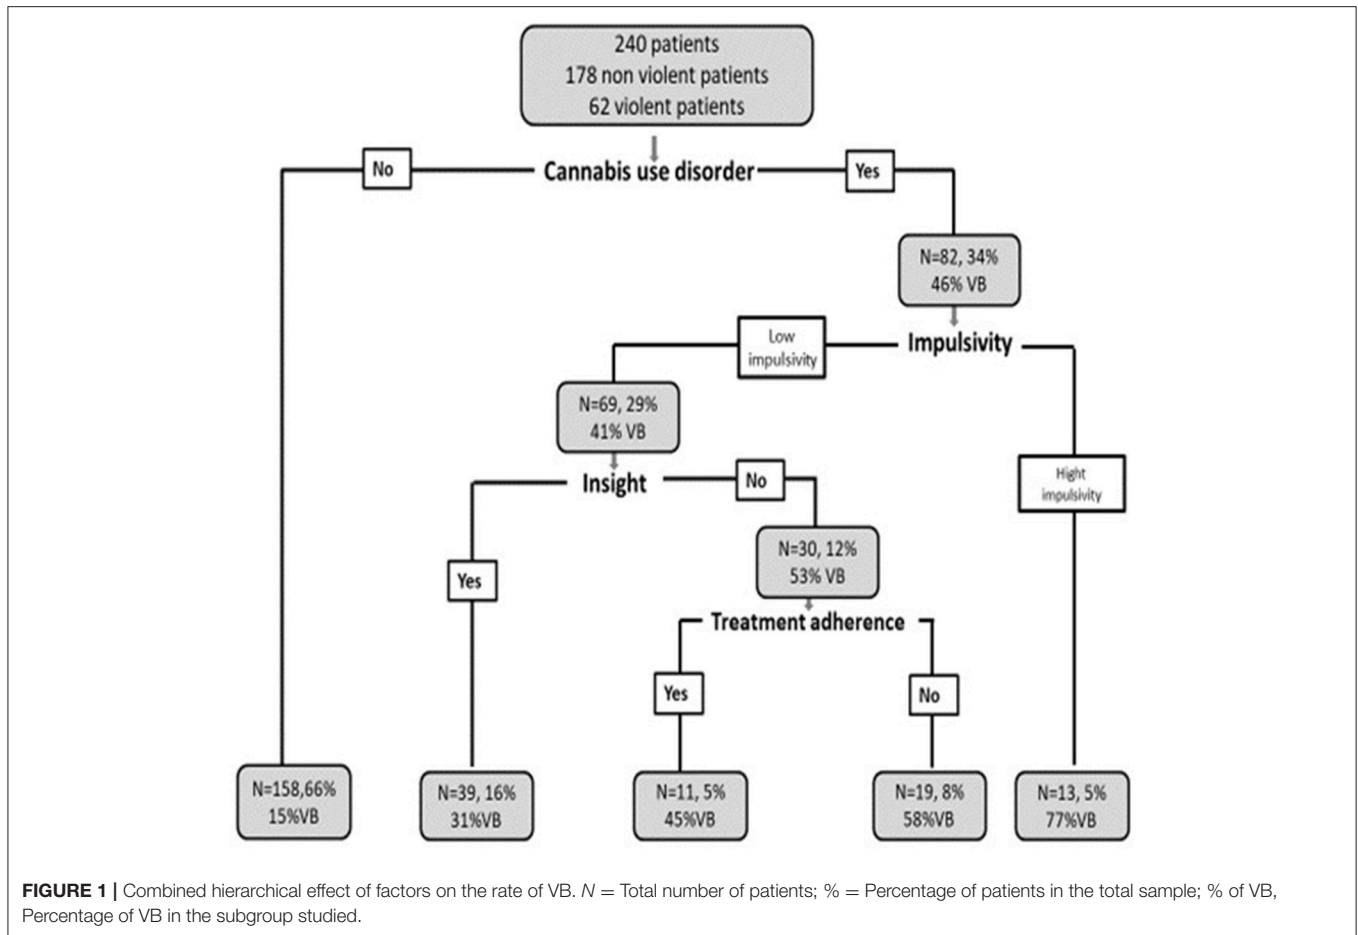 240 patients
178 non violent patients
62 violent patients
No
Cannabis use disorder
Yes
N=82, 34%
46% VB
Low
impulsivity
Impulsivity
N=69, 29%
41% VB
Hight
impulsivity
Insight
No
N=30, 12%
53% VB
Yes
Treatment adherence
Yes
No
N=158,66%
15%VB
N=39, 16%
31%VB
N=11, 5%
45%VB
N=19, 8%
58%VB
N=13, 5%
77%VB
FIGURE 1 | Combined hierarchical effect of factors on the rate of VB. N = Total number of patients; % = Percentage of patients in the total sample; % of VB,
Percentage of VB in the subgroup studied.